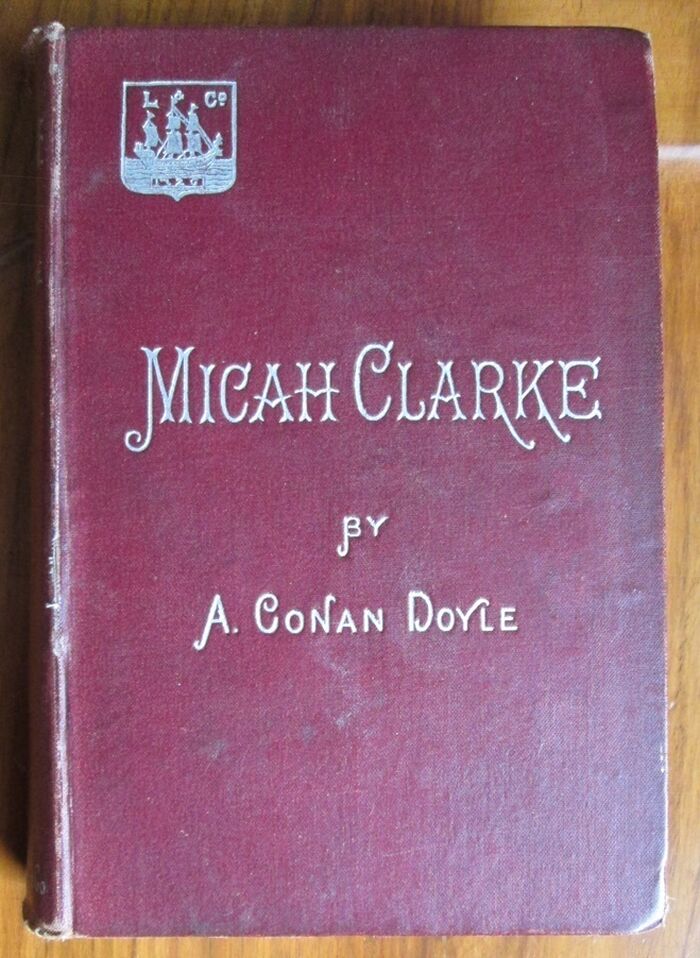 L & Co
MICAH CLARKE
BY
A. CONAN DOYLE